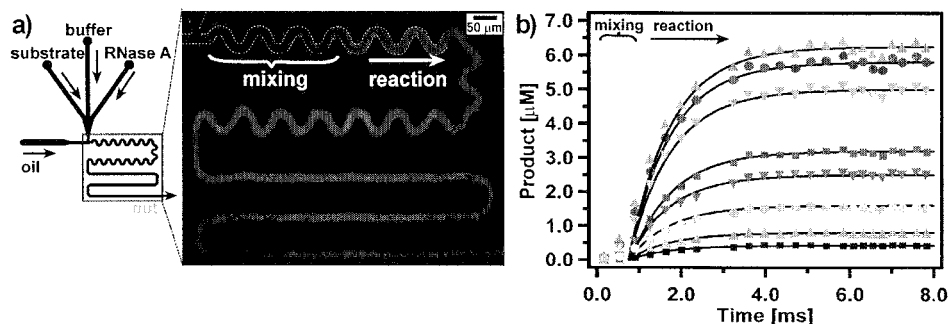 a)
buffer
substrate
RNase A
oil
out
50 µm
mixing
reaction
b)
mixing
reaction
Product [µM]
7.0
6.0
5.0
4.0
3.0
2.0
1.0
0.0
0.0
2.0
4.0
6.0
8.0
Time [ms]